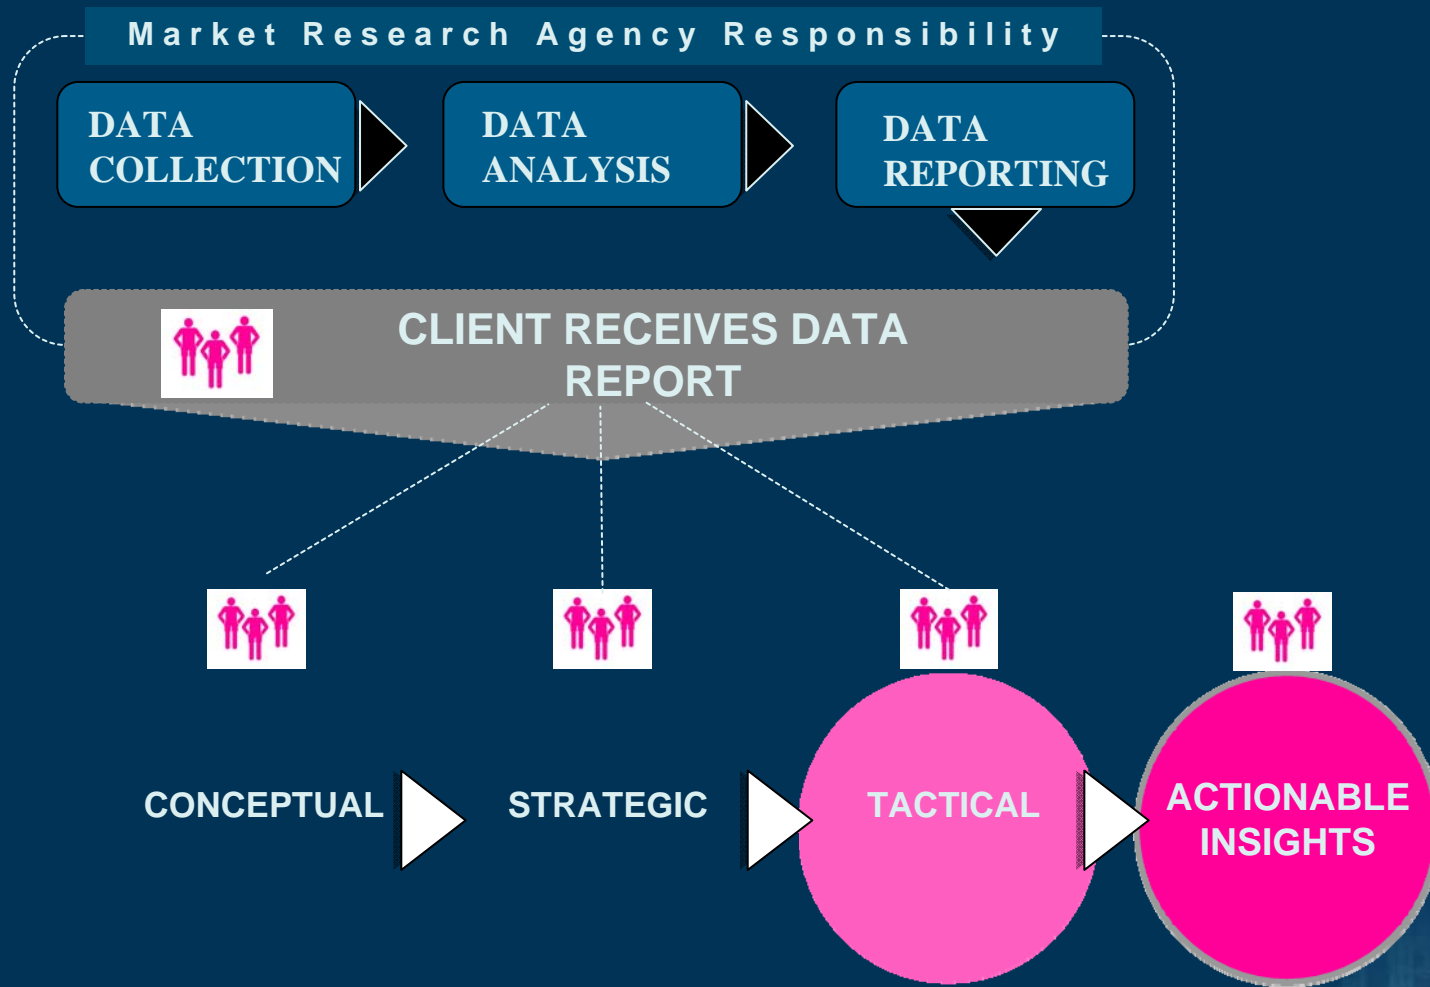 Market Research Agency Responsibility
DATA
COLLECTION
DATA
ANALYSIS
DATA
REPORTING
CLIENT RECEIVES DATA
REPORT
CONCEPTUAL
STRATEGIC
TACTICAL
ACTIONABLE
INSIGHTS